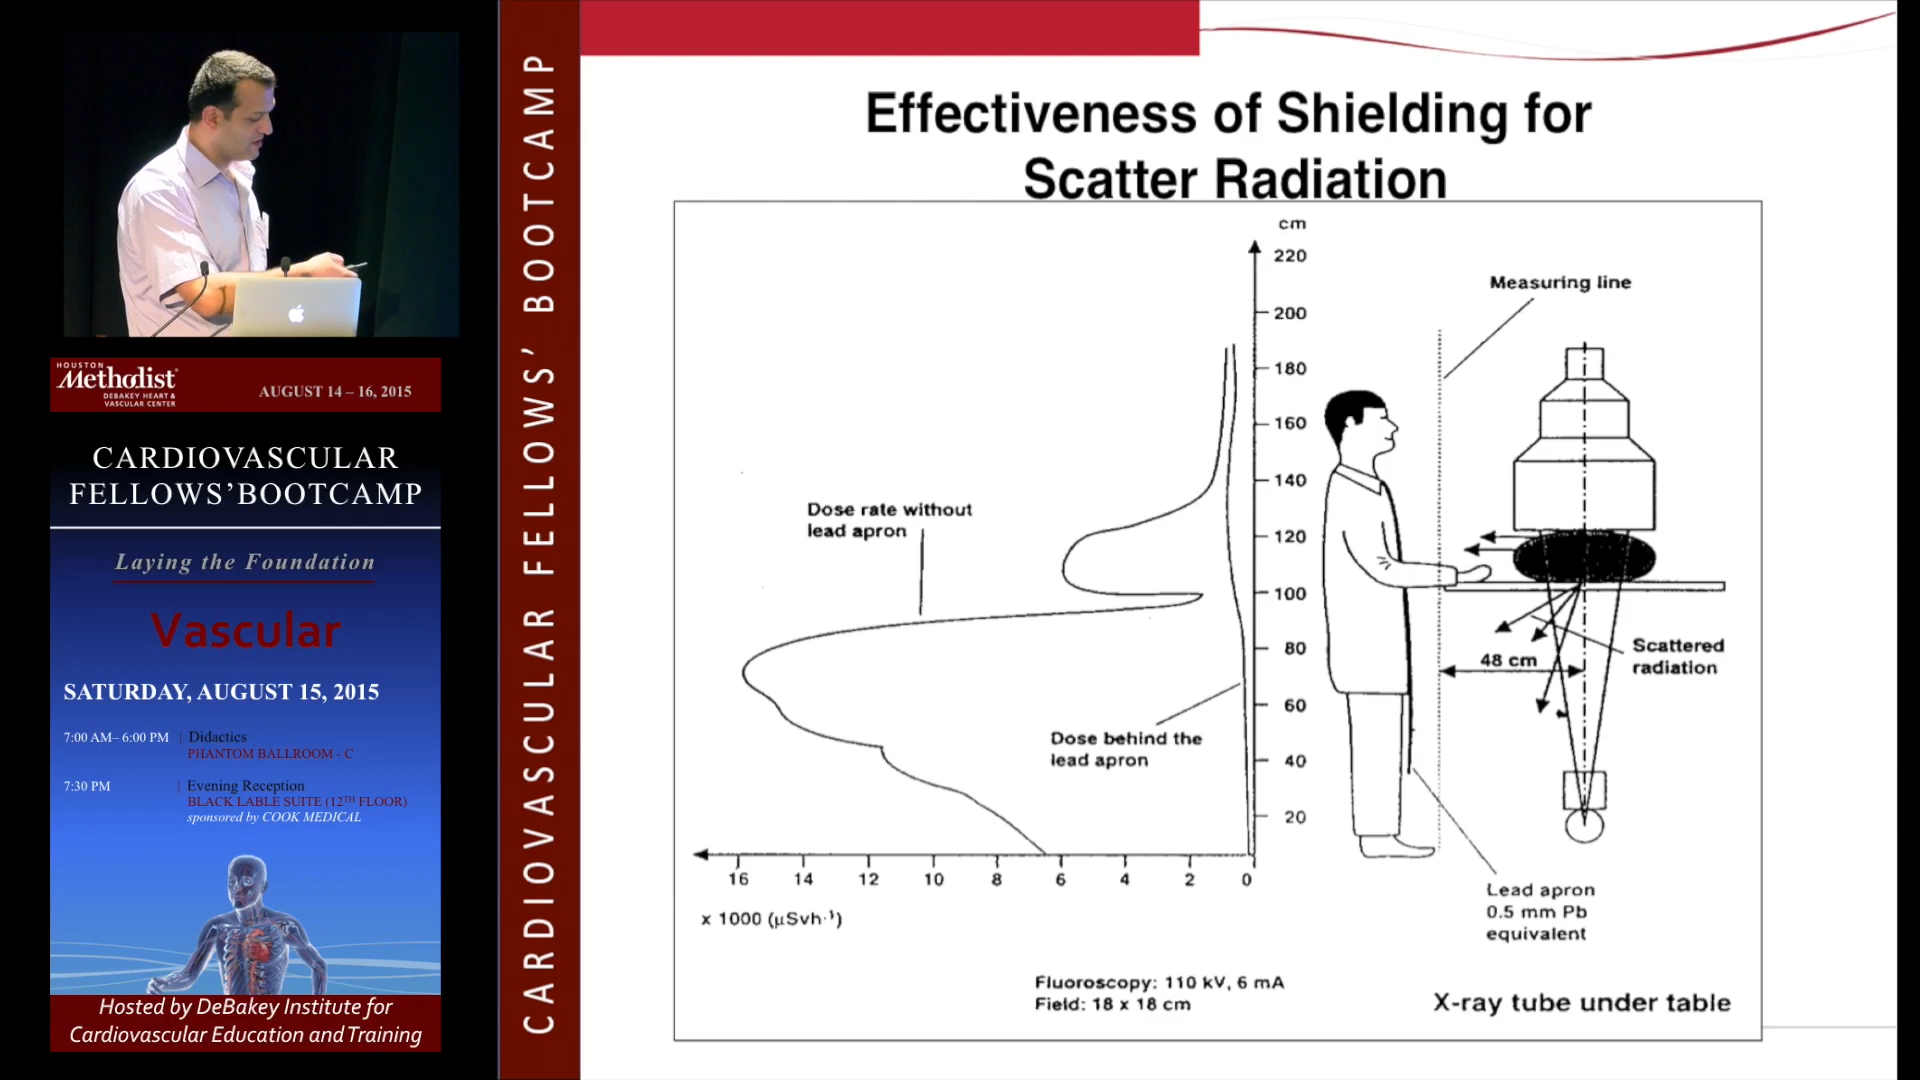 HOUSTON
Methodist
DEBAKEY HEART &
VASCULAR CENTER
AUGUST 14 – 16, 2015
CARDIOVASCULAR
FELLOWS’BOOTCAMP
Laying the Foundation
Vascular
SATURDAY, AUGUST 15, 2015
7:00 AM– 6:00 PM | Didactics
PHANTOM BALLROOM - C
7:30 PM | Evening Reception
BLACK LABLE SUITE (12TH FLOOR)
sponsored by COOK MEDICAL
Hosted by DeBakey Institute for
Cardiovascular Education and Training
CARDIOVASCULAR FELLOWS’ BOOTCAMP
Effectiveness of Shielding for
Scatter Radiation
cm
220
200
180
160
140
120
100
80
60
40
20
16 14 12 10 8 6 4 2 0
x 1000 (µSvh-1)
Dose rate without
lead apron
Dose behind the
lead apron
Measuring line
48 cm
Scattered
radiation
Lead apron
0.5 mm Pb
equivalent
Fluoroscopy: 110 kV, 6 mA
Field: 18 x 18 cm
X-ray tube under table